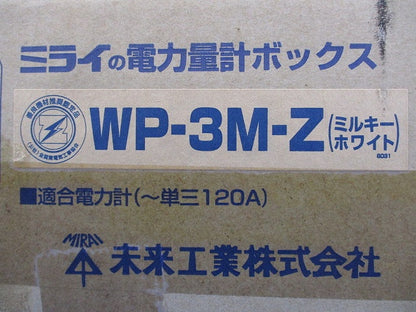 ミライの電力量計ボックス
WP-3M-Z(ミルキーホワイト)
6031
■適合電力計(~単三120A)
MIRAI
未来工業株式会社